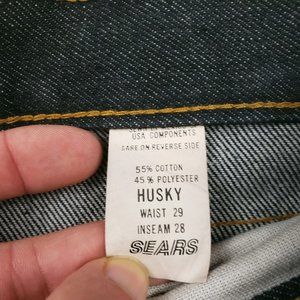 USA COMPONENTS
CARE ON REVERSE SIDE
55% COTTON
45% POLYESTER
HUSKY
WAIST 29
INSEAM 28
SEARS